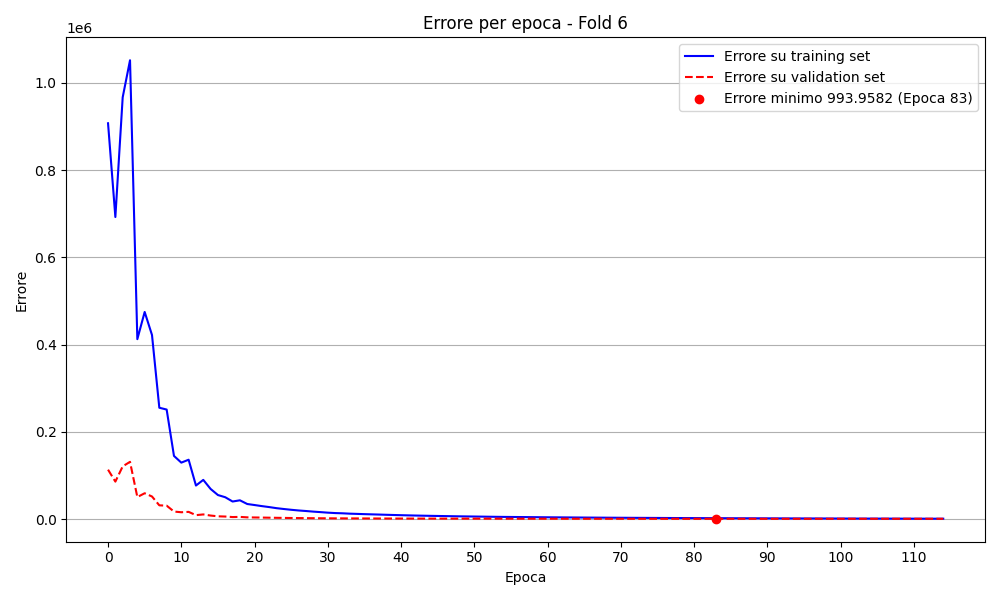 Errore per epoca - Fold 6
1e6
Errore su training set
Errore su validation set
Errore minimo 993.9582 (Epoca 83)
1.0
0.8
0.6
0.4
0.2
0.0
Errore
0 10 20 30 40 50 60 70 80 90 100 110
Epoca